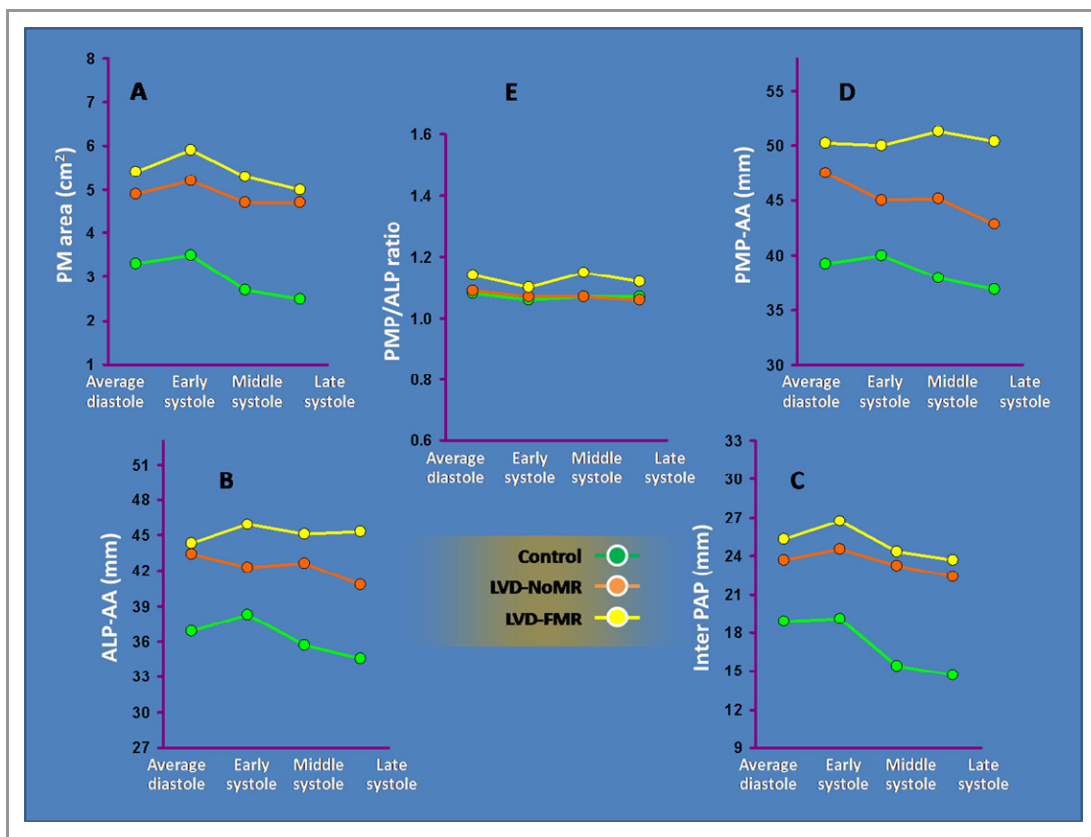 A
PM area (cm²)
8
7
6
5
4
3
2
1
Average diastole
Early systole
Middle systole
Late systole
E
PMP/ALP ratio
1.6
1.4
1.2
1.0
0.8
0.6
Average diastole
Early systole
Middle systole
Late systole
D
PMP-AA (mm)
55
50
45
40
35
30
Average diastole
Early systole
Middle systole
Late systole
B
ALP-AA (mm)
51
48
45
42
39
36
33
30
27
Average diastole
Early systole
Middle systole
Late systole
Control
LVD-NoMR
LVD-FMR
C
Inter PAP (mm)
33
30
27
24
21
18
15
12
9
Average diastole
Early systole
Middle systole
Late systole